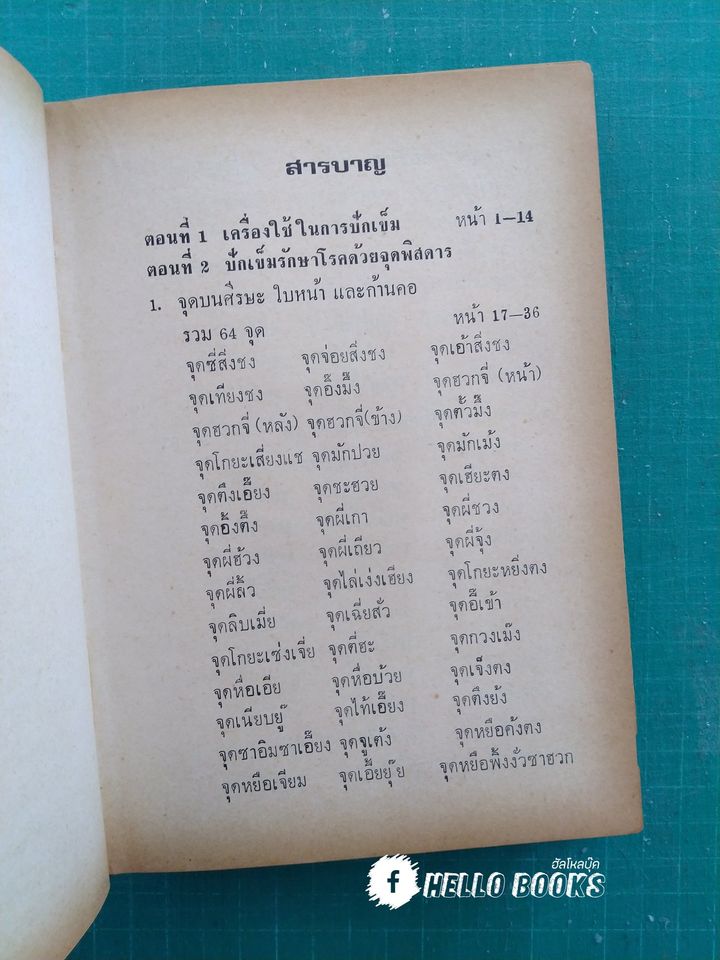 สารบาญ
ตอนที่ 1 เครื่องใช้ในการปักเข็ม หน้า 1—14
ตอนที่ 2 ปักเข็มรักษาโรคด้วยจุดพิสดาร
1. จุดบนศีรษะ ใบหน้า และก้านคอ
รวม 64 จุด หน้า 17—36
จุดซี่สิ่งชง จุดจ่อยสิ่งชง จุดเอ้าสิ่งชง
จุดเทียงชง จุดอิ๊งมึ๊ง จุดฮวกจี่ (หน้า)
จุดฮวกจี่ (หลัง) จุดฮวกจี่(ข้าง) จุดตั้วมึ๊ง
จุดโกยะเสี่ยงแช จุดมักปวย จุดมักเม้ง
จุดตึงเอี๊ยง จุดชะฮวย จุดเฮียะตง
จุดอั้งติ๊ง จุดผี่เกา จุดผี่ชวง
จุดผี่ฮ้วง จุดผี่เถียว จุดผี่จุ้ง
จุดผี่ลิ้ว จุดไล่เง่งเฮียง จุดโกยะหยิ่งตง
จุดลิบเมี่ย จุดเฉี่ยสั่ว จุดอี๊เข้า
จุดโกยะเซ่งเจี่ย จุดตี่ฮะ จุดกวงเม๊ง
จุดหื่อเอีย จุดหื่อบ้วย จุดเจ็งตง
จุดเนียบยู๊ จุดไท้เอี๊ยง จุดตึงย้ง
จุดซาอิมซาเอี๊ยง จุดจูเต้ง จุดหยือค้งตง
จุดหยือเจียม จุดเอ้ยยุ๊ย จุดหยือพ้งงั่วซาฮวก
ฮัลโหลบุ๊ค
f HELLO BOOKS